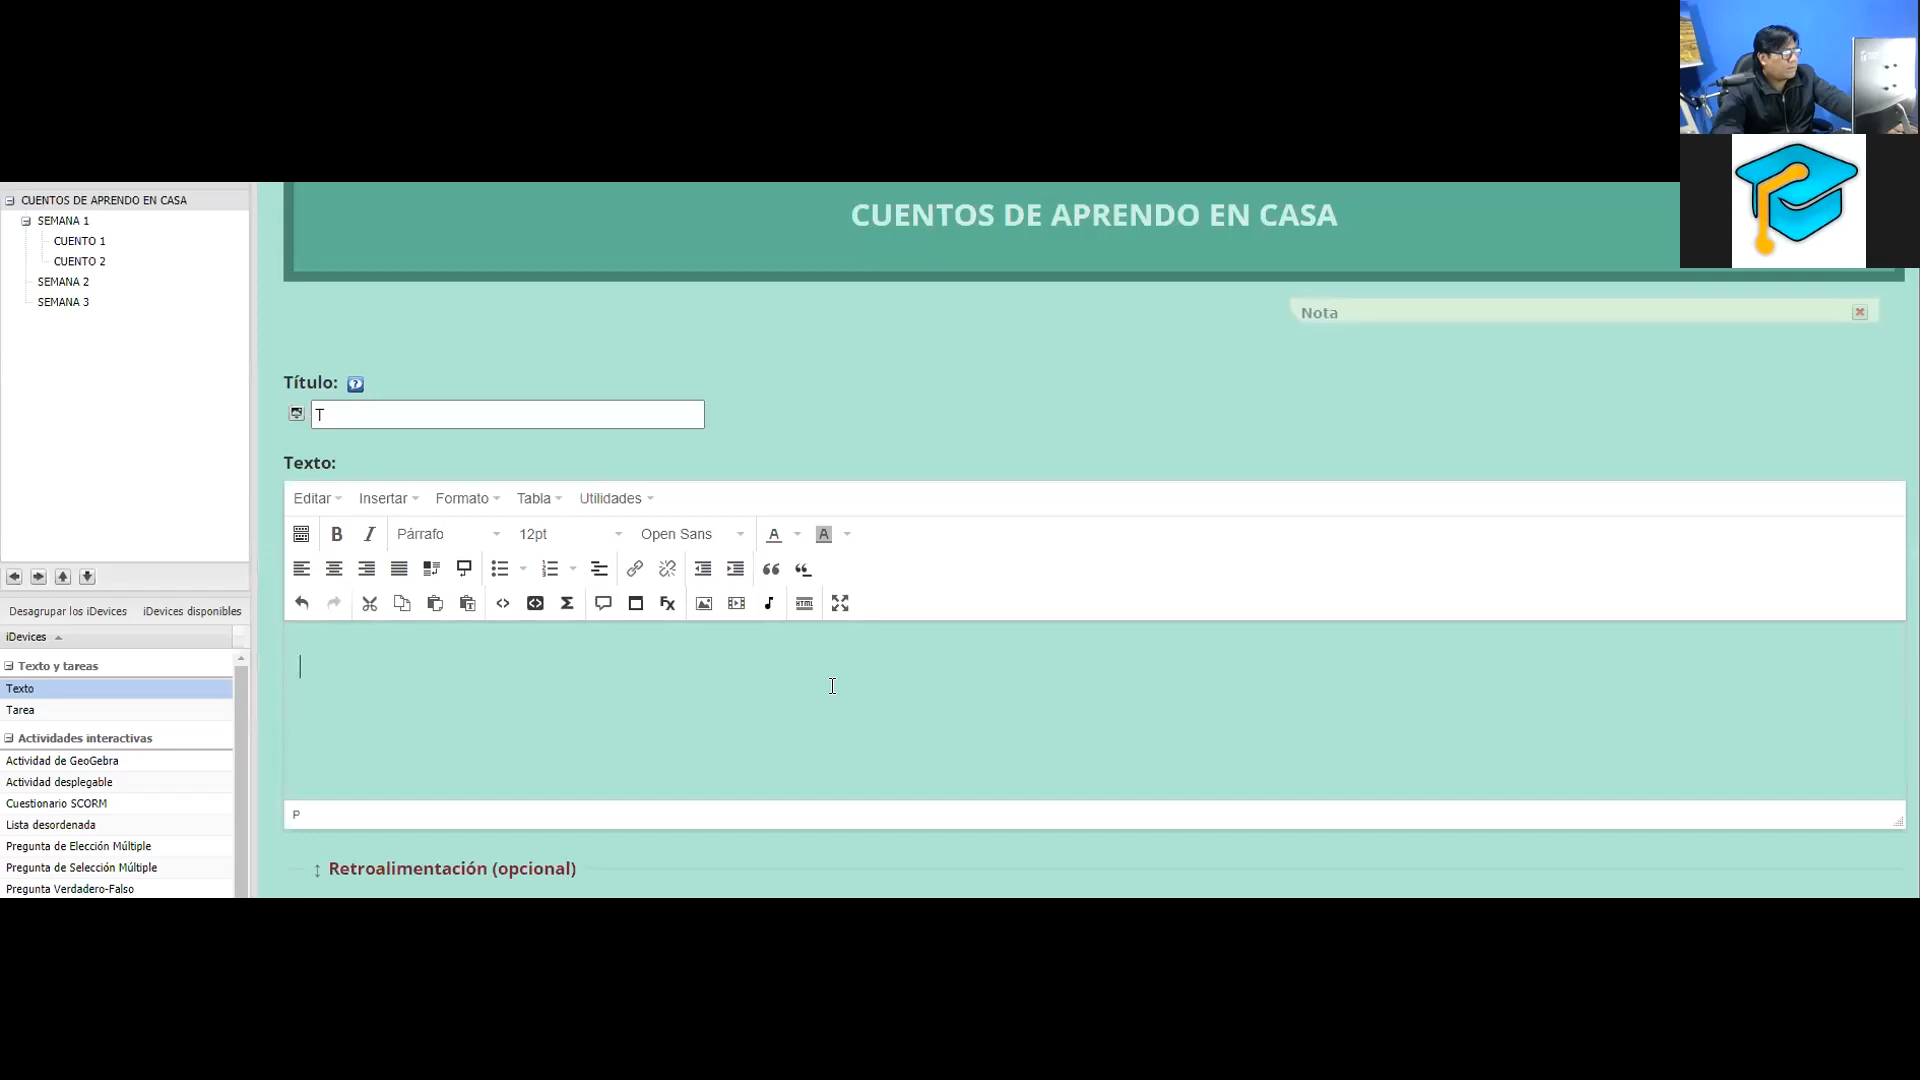 CUENTOS DE APRENDO EN CASA
SEMANA 1
CUENTO 1
CUENTO 2
SEMANA 2
SEMANA 3
Desagrupar los iDevices
iDevices disponibles
iDevices
Texto y tareas
Texto
Tarea
Actividades interactivas
Actividad de GeoGebra
Actividad desplegable
Cuestionario SCORM
Lista desordenada
Pregunta de Elección Múltiple
Pregunta de Selección Múltiple
Pregunta Verdadero-Falso
CUENTOS DE APRENDO EN CASA
Nota
Título:
T
Texto:
Editar Insertar Formato Tabla Utilidades
B I Párrafo 12pt Open Sans A A
Fx HTML
P
Retroalimentación (opcional)